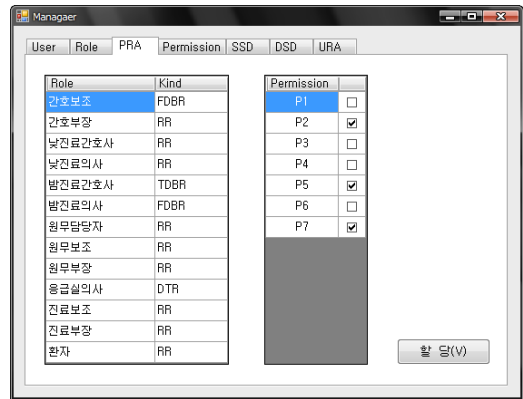 Managaer
User Role PRA Permission SSD DSD URA
Role Kind
간호보조 FDBR
간호부장 RR
낮진료간호사 RR
낮진료의사 RR
밤진료간호사 TDBR
밤진료의사 FDBR
원무담당자 RR
원무보조 RR
원무부장 RR
응급실의사 DTR
진료보조 RR
진료부장 RR
환자 RR
Permission
P1
P2
P3
P4
P5
P6
P7
할 당(V)